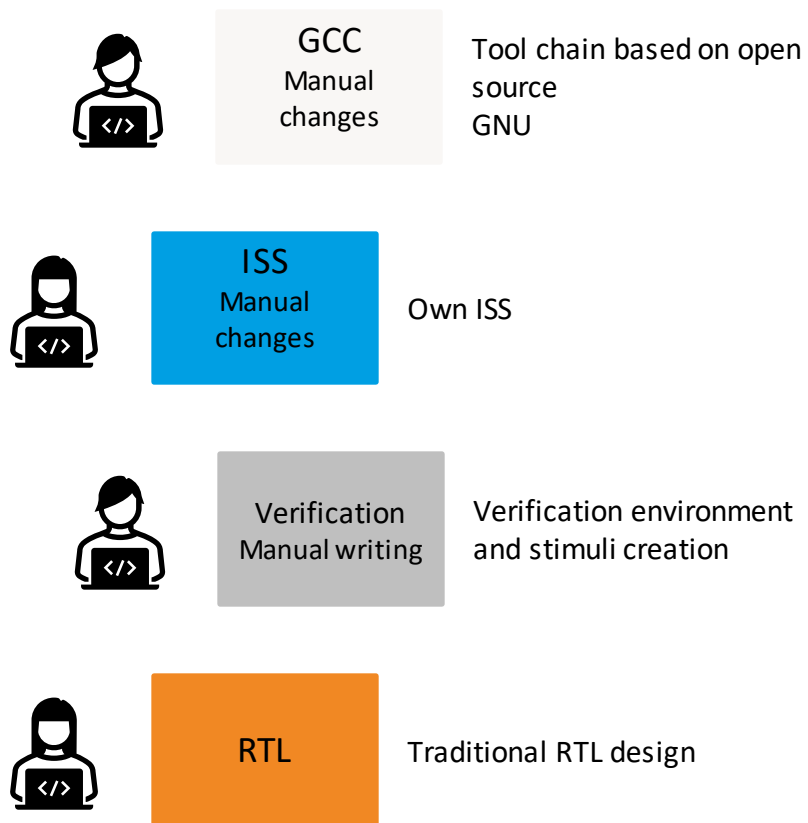 GCC
Manual
changes
Tool chain based on open
source
GNU
</>
ISS
Manual
changes
Own ISS
</>
Verification
Manual writing
Verification environment
and stimuli creation
</>
RTL
Traditional RTL design
</>